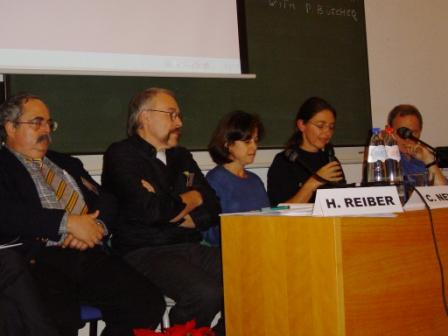 WITH P. BUTCHER
H. REIBER
C. NE